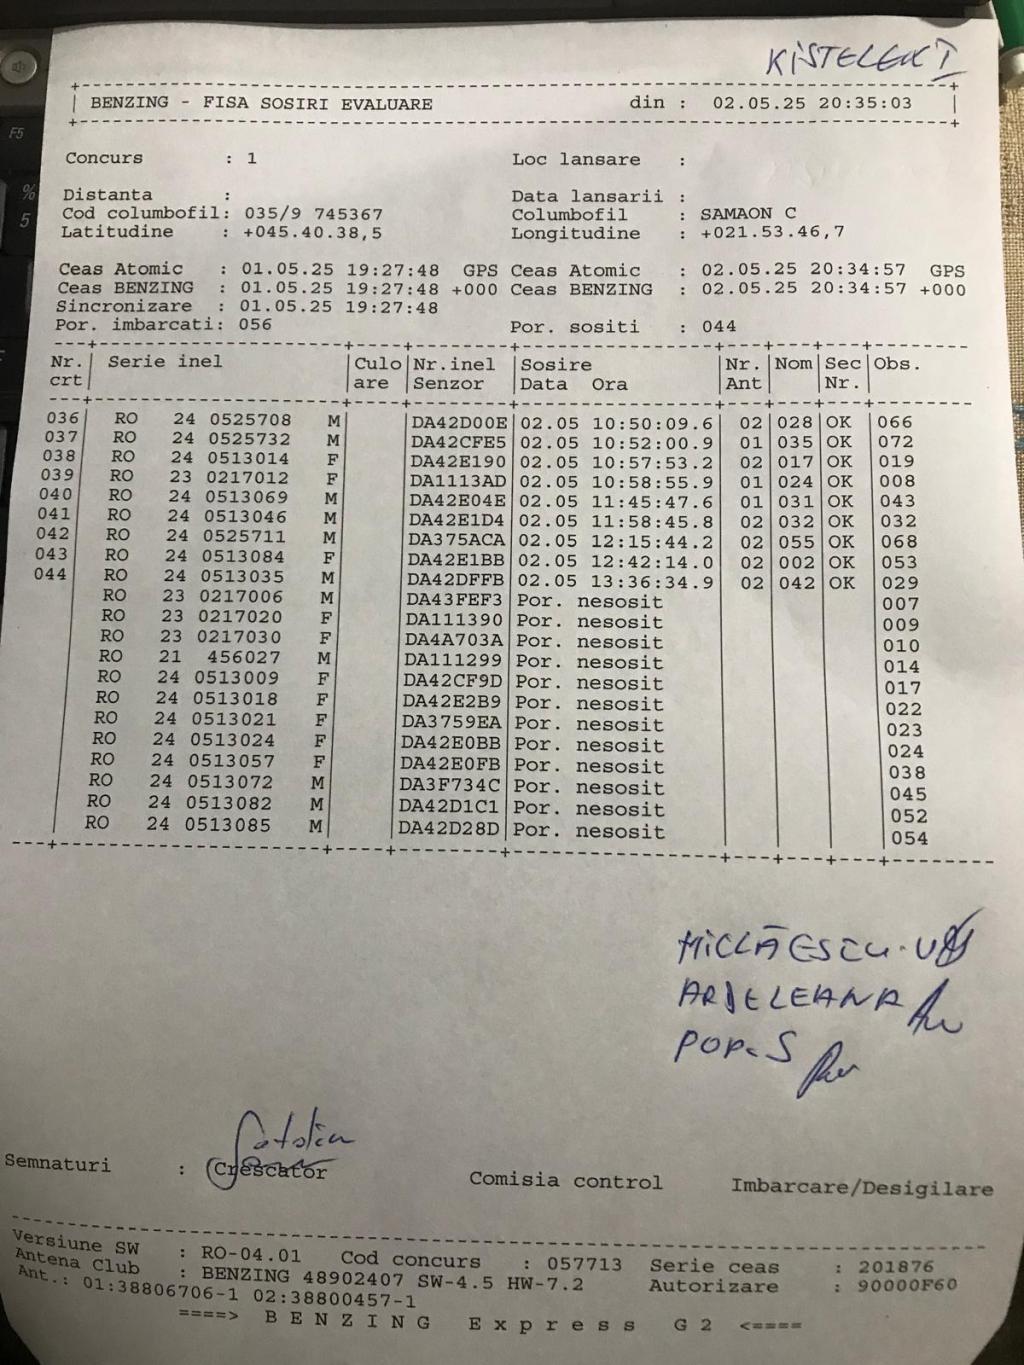 KISTELEK I
BENZING - FISA SOSIRI EVALUARE din : 02.05.25 20:35:03
Concurs : 1 Loc lansare :
Distanta : Data lansarii :
Cod columbofil: 035/9 745367 Columbofil : SAMAON C
Latitudine : +045.40.38,5 Longitudine : +021.53.46,7
Ceas Atomic : 01.05.25 19:27:48 GPS Ceas Atomic : 02.05.25 20:34:57 GPS
Ceas BENZING : 01.05.25 19:27:48 +000 Ceas BENZING : 02.05.25 20:34:57 +000
Sincronizare : 01.05.25 19:27:48
Por. imbarcati: 056 Por. sositi : 044
Nr. Serie inel Culo Nr.inel Sosire Nr. Nom Sec Obs.
crt are Senzor Data Ora Ant Nr.
036 RO 24 0525708 M DA42D00E 02.05 10:50:09.6 02 028 OK 066
037 RO 24 0525732 M DA42CFE5 02.05 10:52:00.9 01 035 OK 072
038 RO 24 0513014 F DA42E190 02.05 10:57:53.2 02 017 OK 019
039 RO 23 0217012 F DA1113AD 02.05 10:58:55.9 01 024 OK 008
040 RO 24 0513069 M DA42E04E 02.05 11:45:47.6 01 031 OK 043
041 RO 24 0513046 M DA42E1D4 02.05 11:58:45.8 02 032 OK 032
042 RO 24 0525711 M DA375ACA 02.05 12:15:44.2 02 055 OK 068
043 RO 24 0513084 F DA42E1BB 02.05 12:42:14.0 02 002 OK 053
044 RO 24 0513035 M DA42DFFB 02.05 13:36:34.9 02 042 OK 029
RO 23 0217006 M DA43FEF3 Por. nesosit 007
RO 23 0217020 F DA111390 Por. nesosit 009
RO 23 0217030 F DA4A703A Por. nesosit 010
RO 21 456027 M DA111299 Por. nesosit 014
RO 24 0513009 F DA42CF9D Por. nesosit 017
RO 24 0513018 F DA42E2B9 Por. nesosit 022
RO 24 0513021 F DA3759EA Por. nesosit 023
RO 24 0513024 F DA42E0BB Por. nesosit 024
RO 24 0513057 F DA42E0FB Por. nesosit 038
RO 24 0513072 M DA3F734C Por. nesosit 045
RO 24 0513082 M DA42D1C1 Por. nesosit 052
RO 24 0513085 M DA42D28D Por. nesosit 054
ARDELEANA
POP. S
Semnaturi : Crescator Comisia control Imbarcare/Desigilare
Versiune SW : RO-04.01 Cod concurs : 057713 Serie ceas : 201876
Antena Club : BENZING 48902407 SW-4.5 HW-7.2 Autorizare : 90000F60
Ant.: 01:38806706-1 02:38800457-1
====> B E N Z I N G E x p r e s s G 2 <====
F5
%
5